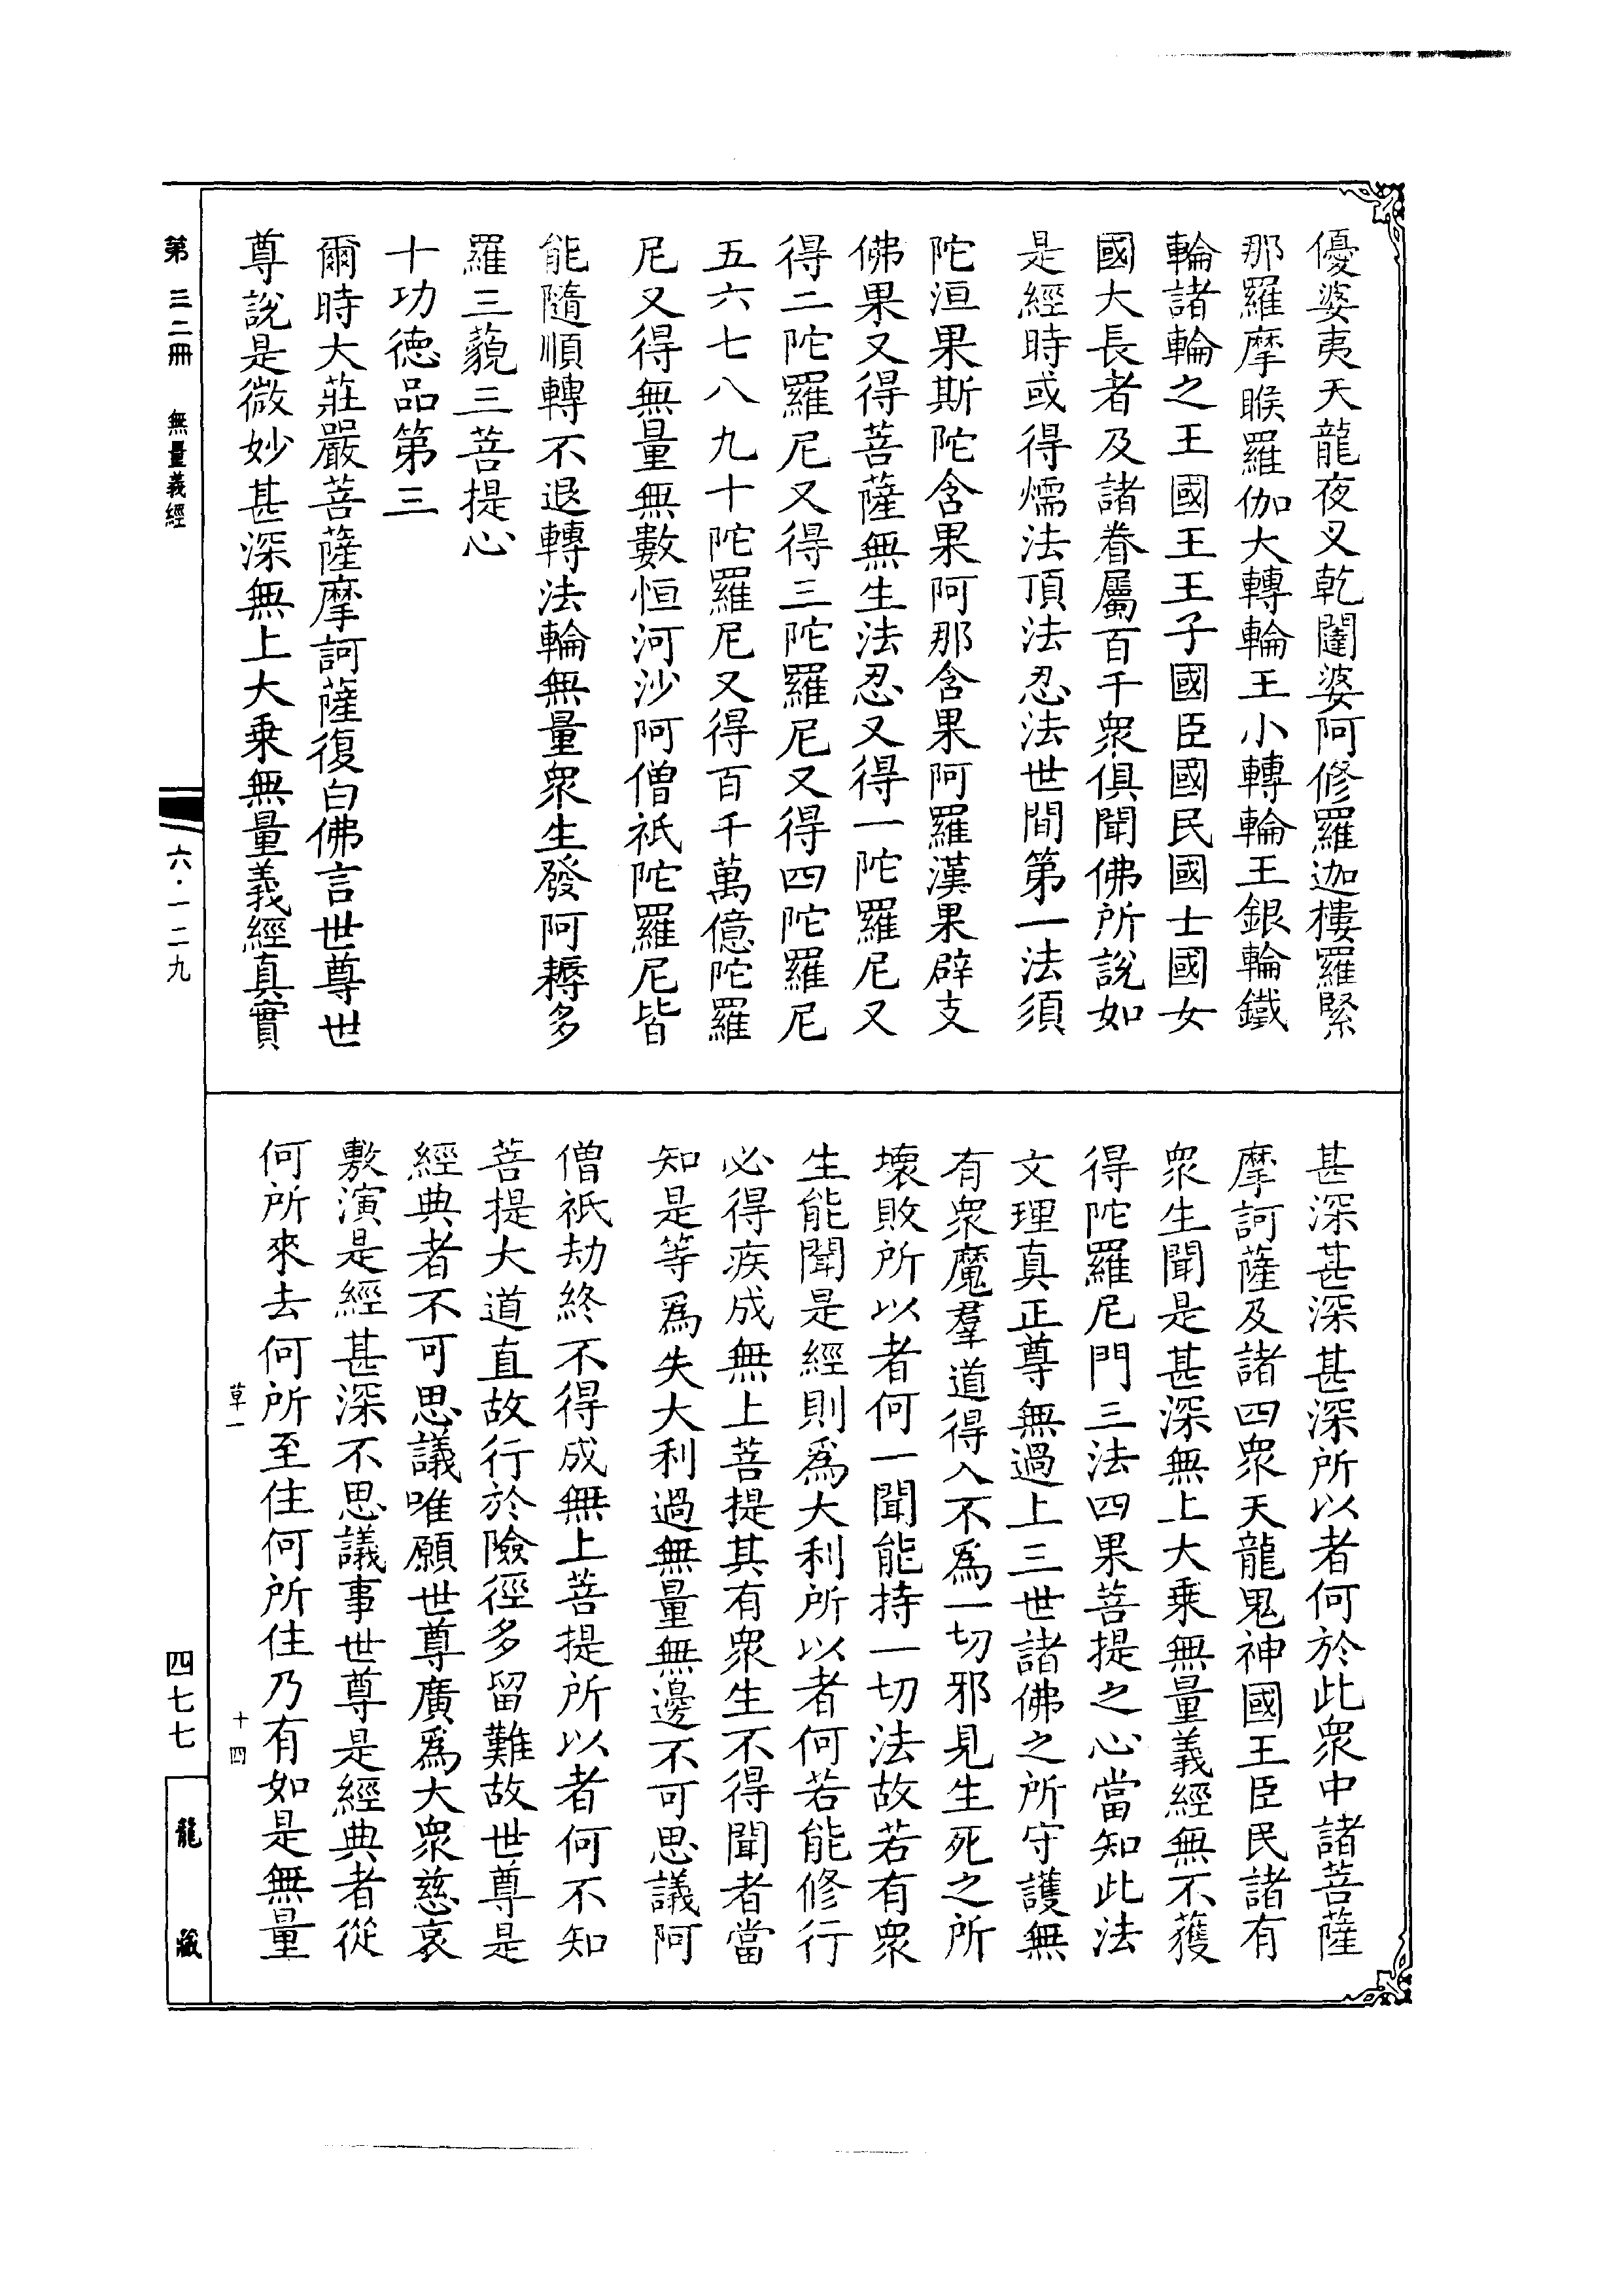 優婆夷天龍夜叉乾闥婆阿修羅迦樓羅緊
那羅摩睺羅伽大轉輪王小轉輪王銀輪鐵
輪諸輪之王國王王子國臣國民國士國女
國大長者及諸眷屬百千衆俱聞佛所說如
是經時或得煗法頂法忍法世間第一法須
陀洹果斯陀含果阿那含果阿羅漢果辟支
佛果又得菩薩無生法忍又得一陀羅尼又
得二陀羅尼又得三陀羅尼又得四陀羅尼
五六七八九十陀羅尼又得百千萬億陀羅
尼又得無量無數恒河沙阿僧祇陀羅尼皆
能隨順轉不退轉法輪無量衆生發阿耨多
羅三藐三菩提心
十功德品第三
爾時大莊嚴菩薩摩訶薩復白佛言世尊世
尊說是微妙甚深無上大乗無量義經真實
甚深甚深甚深所以者何於此衆中諸菩薩
摩訶薩及諸四衆天龍鬼神國王臣民諸有
衆生聞是甚深無上大乗無量義經無不獲
得陀羅尼門三法四果菩提之心當知此法
文理真正尊無過上三世諸佛之所守護無
有衆魔羣道得入不爲一切邪見生死之所
壞敗所以者何一聞能持一切法故若有衆
生能聞是經則爲大利所以者何若能修行
必得疾成無上菩提其有衆生不得聞者當
知是等爲失大利過無量無邊不可思議阿
僧祇劫終不得成無上菩提所以者何不知
菩提大道直故行於險徑多留難故世尊是
經典者不可思議唯願世尊廣爲大衆慈哀
敷演是經甚深不思議事世尊是經典者從
何所來去何所至住何所住乃有如是無量
草一 十四
第三二冊 無量義經
六·一二九
四七七
龍藏